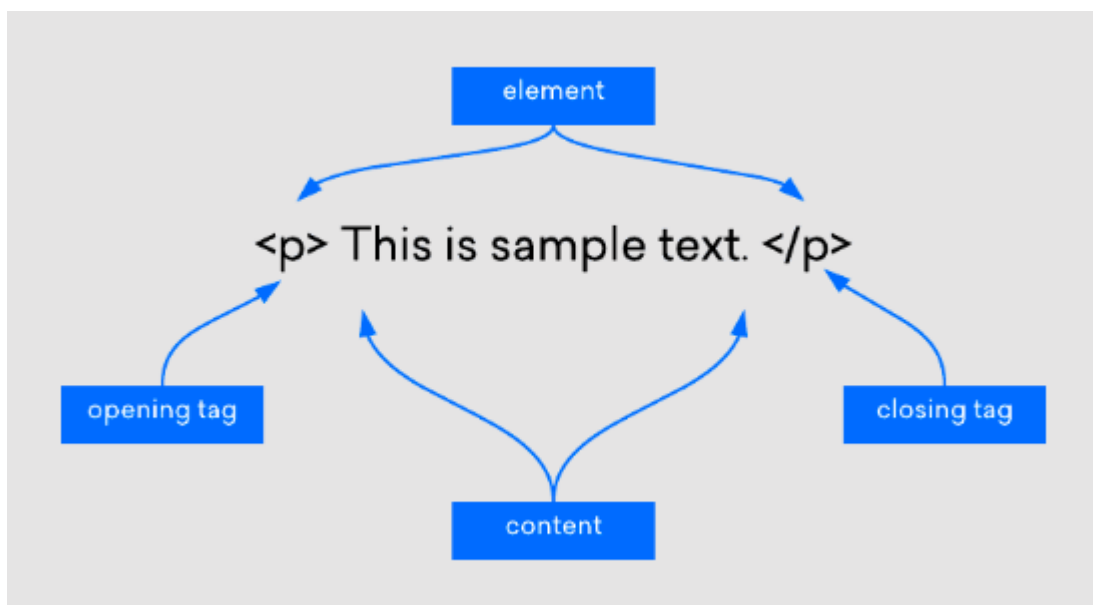 element
<p> This is sample text. </p>
opening tag
closing tag
content